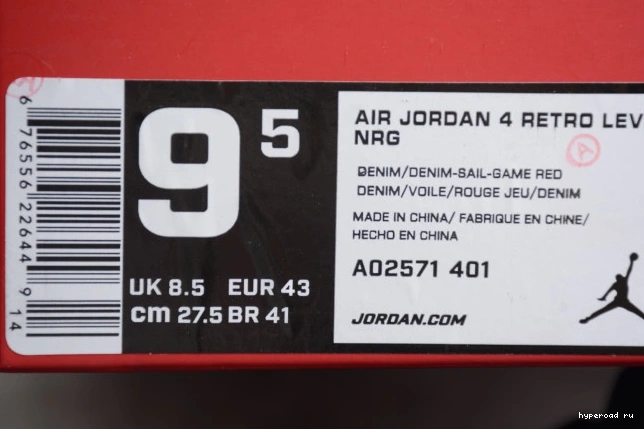 6 76556 22644 9 14
9 5
UK 8.5 EUR 43
cm 27.5 BR 41
AIR JORDAN 4 RETRO LEV
NRG
DENIM/DENIM-SAIL-GAME RED
DENIM/VOILE/ROUGE JEU/DENIM
MADE IN CHINA/ FABRIQUE EN CHINE/
HECHO EN CHINA
AO2571 401
JORDAN.COM
A
hyperoad ru